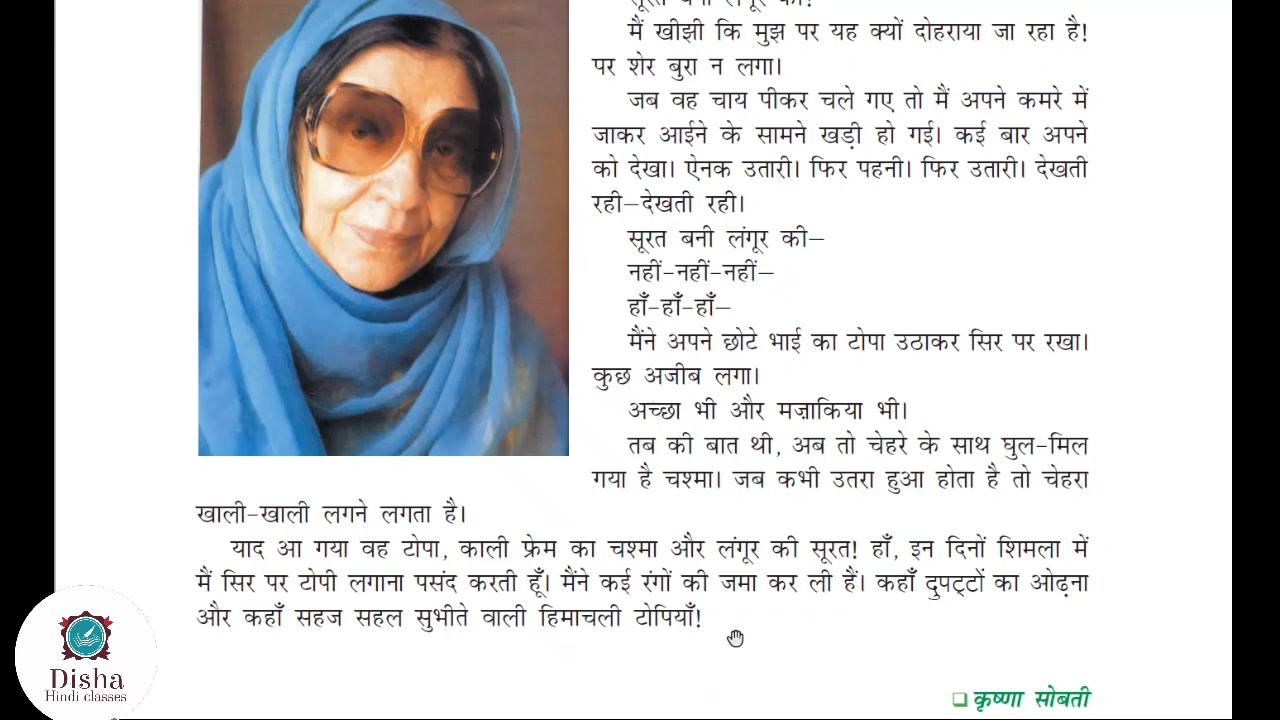 सूरत बनी लंगूर की!
मैं खीझी कि मुझ पर यह क्यों दोहराया जा रहा है!
पर शेर बुरा न लगा।
जब वह चाय पीकर चले गए तो मैं अपने कमरे में
जाकर आईने के सामने खड़ी हो गई। कई बार अपने
को देखा। ऐनक उतारी। फिर पहनी। फिर उतारी। देखती
रही—देखती रही।
सूरत बनी लंगूर की—
नहीं-नहीं-नहीं—
हाँ-हाँ-हाँ—
मैंने अपने छोटे भाई का टोपा उठाकर सिर पर रखा।
कुछ अजीब लगा।
अच्छा भी और मज़ाकिया भी।
तब की बात थी, अब तो चेहरे के साथ घुल-मिल
गया है चश्मा। जब कभी उतरा हुआ होता है तो चेहरा
खाली-खाली लगने लगता है।
याद आ गया वह टोपा, काली फ्रेम का चश्मा और लंगूर की सूरत! हाँ, इन दिनों शिमला में
मैं सिर पर टोपी लगाना पसंद करती हूँ। मैंने कई रंगों की जमा कर ली हैं। कहाँ दुपट्टों का ओढ़ना
और कहाँ सहज सहल सुभीते वाली हिमाचली टोपियाँ!
❑ कृष्णा सोबती
Disha
Hindi classes